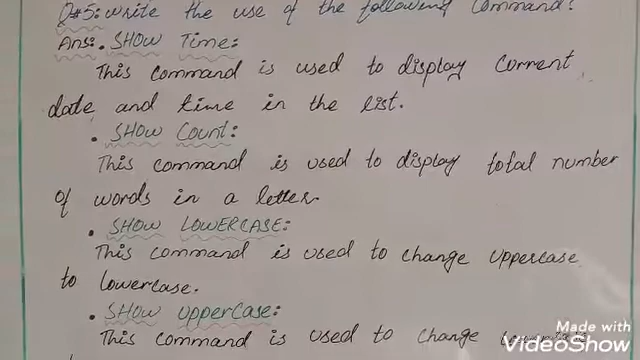 Q#5: Write the use of the following Command?
Ans: • SHOW Time:
This command is used to display Corrent
date and time in the list.
• SHOW Count:
This command is used to display total number
of words in a letter.
• SHOW LOWERCASE:
This command is used to change Uppercase
to lowercase.
• SHOW UpperCase:
This command is used to change
Made with
VideoShow